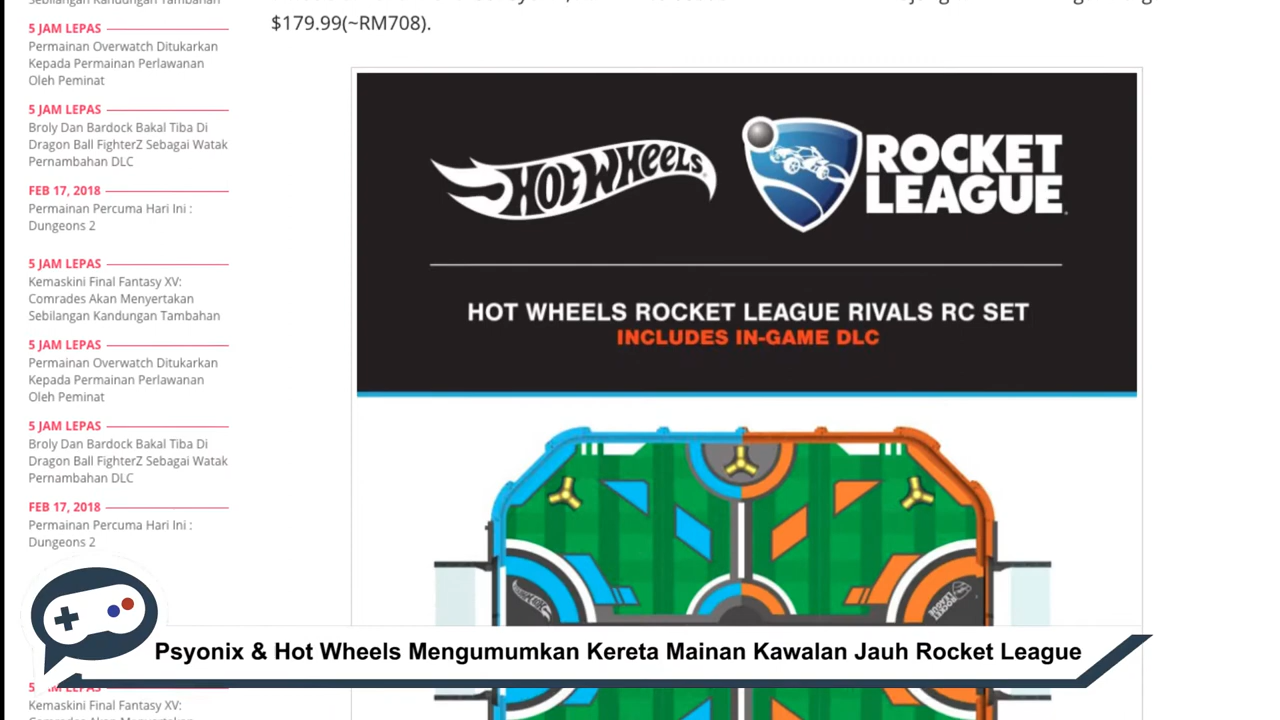 5 JAM LEPAS
Permainan Overwatch Ditukarkan
Kepada Permainan Perlawanan
Oleh Peminat
5 JAM LEPAS
Broly Dan Bardock Bakal Tiba Di
Dragon Ball FighterZ Sebagai Watak
Pernambahan DLC
FEB 17, 2018
Permainan Percuma Hari Ini :
Dungeons 2
5 JAM LEPAS
Kemaskini Final Fantasy XV:
Comrades Akan Menyertakan
Sebilangan Kandungan Tambahan
5 JAM LEPAS
Permainan Overwatch Ditukarkan
Kepada Permainan Perlawanan
Oleh Peminat
5 JAM LEPAS
Broly Dan Bardock Bakal Tiba Di
Dragon Ball FighterZ Sebagai Watak
Pernambahan DLC
FEB 17, 2018
Permainan Percuma Hari Ini :
Dungeons 2
Kemaskini Final Fantasy XV:
$179.99(~RM708).
HOT WHEELS
ROCKET
LEAGUE
HOT WHEELS ROCKET LEAGUE RIVALS RC SET
INCLUDES IN-GAME DLC
Psyonix & Hot Wheels Mengumumkan Kereta Mainan Kawalan Jauh Rocket League